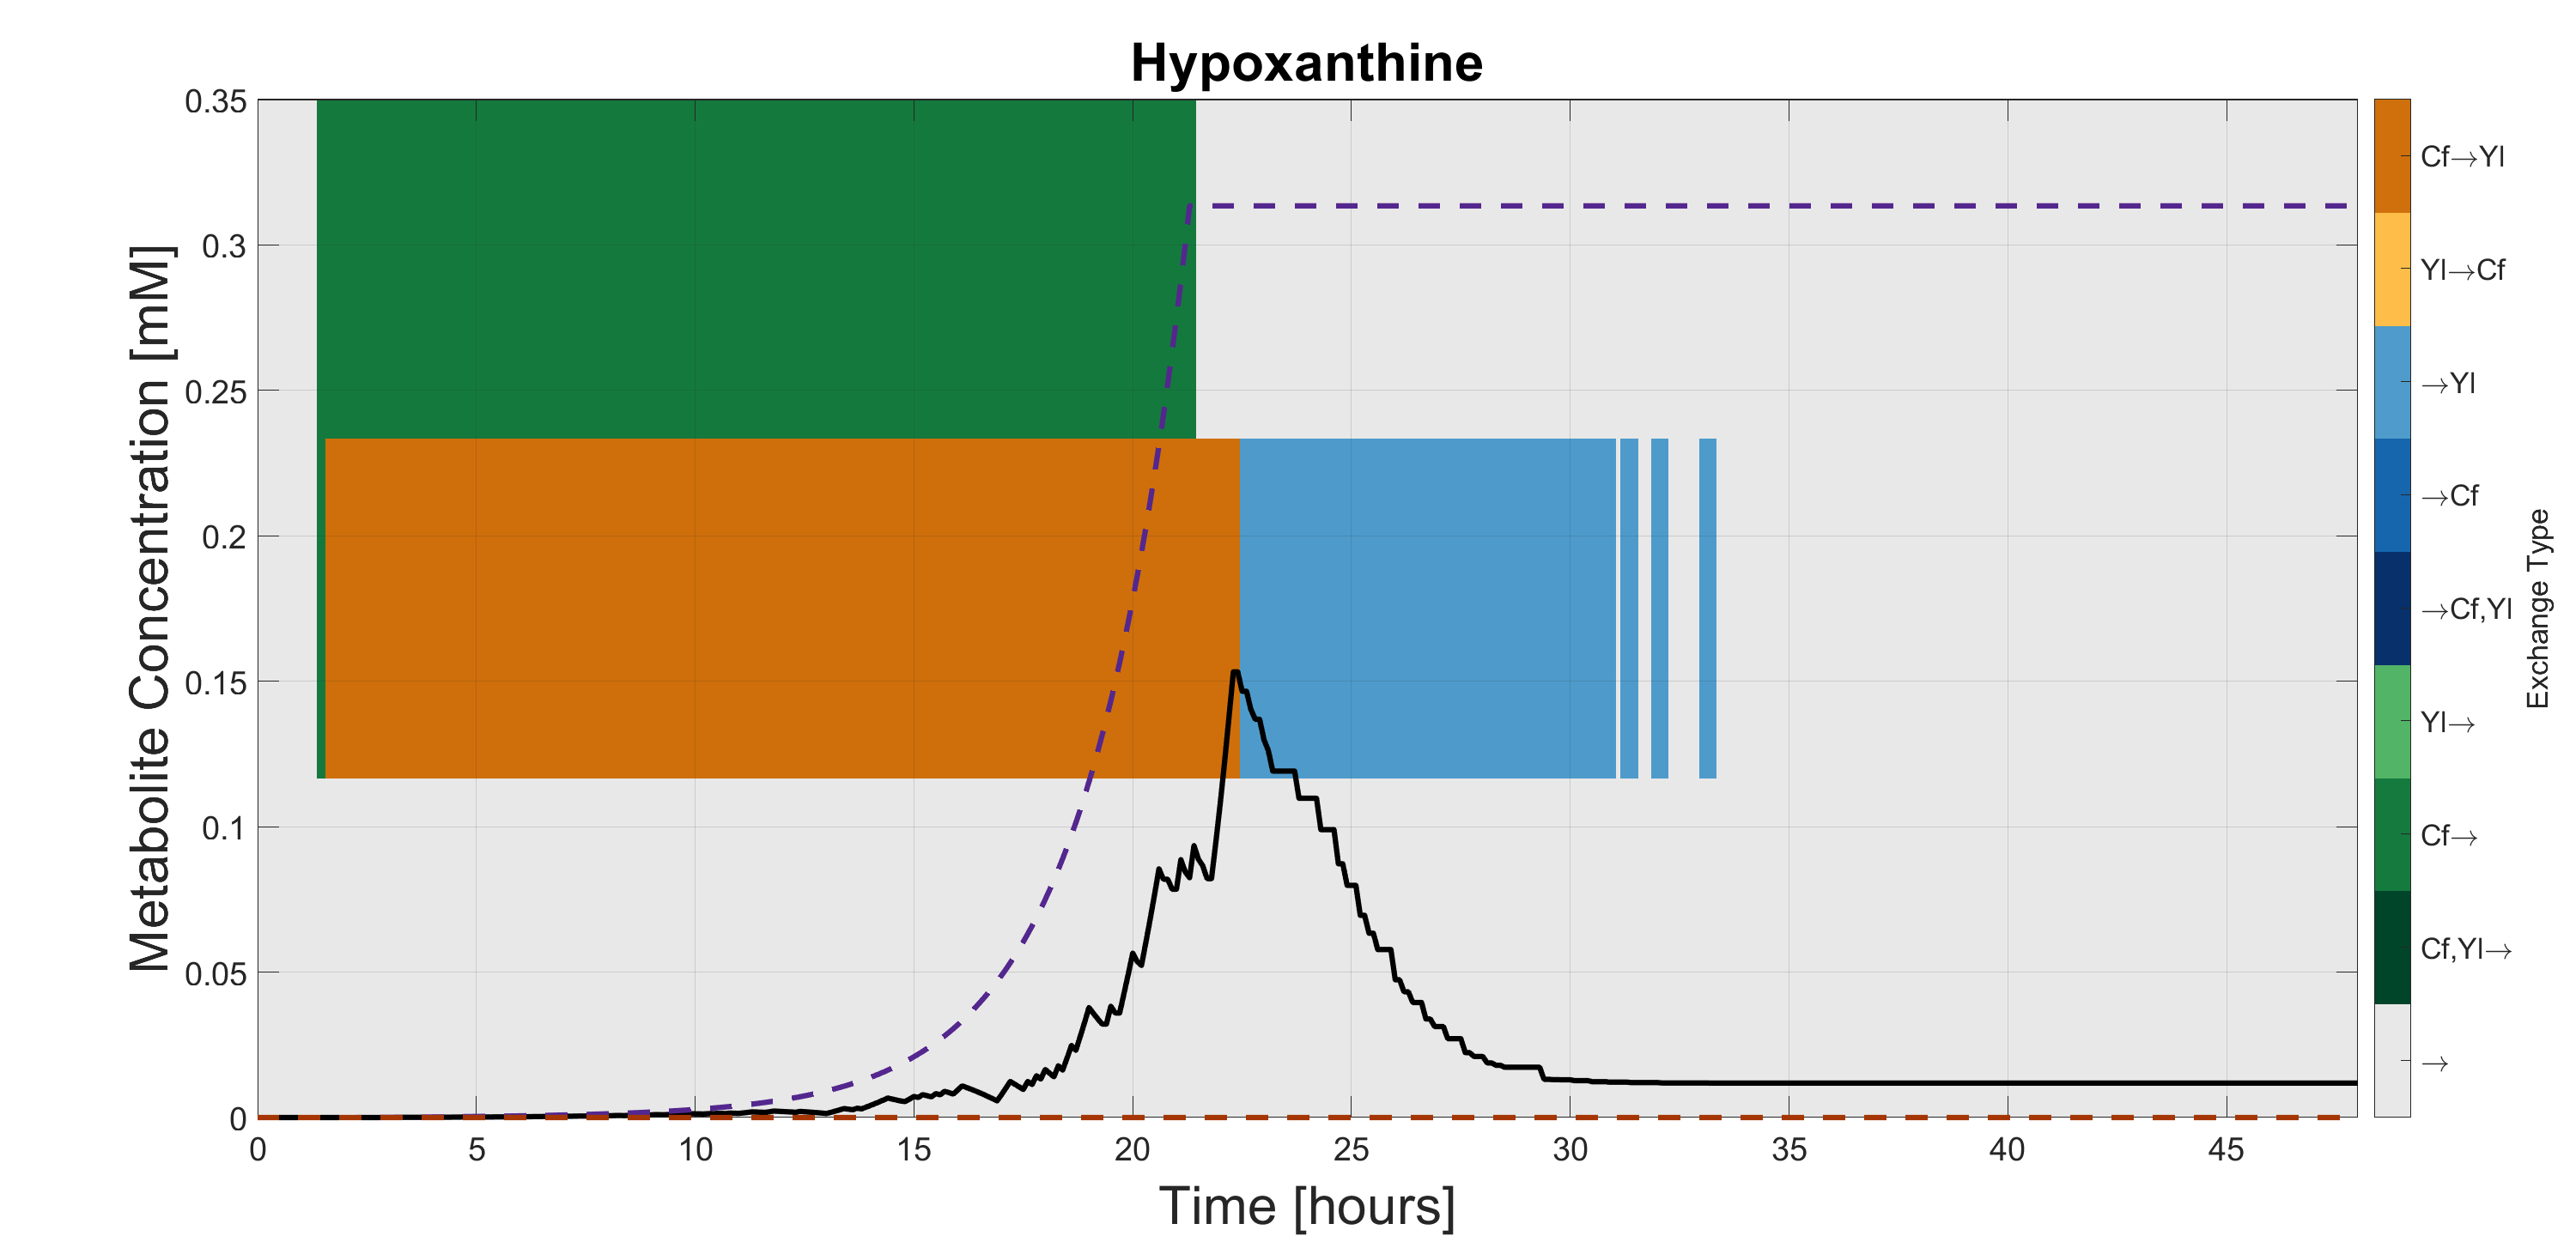 Hypoxanthine
Metabolite Concentration [mM]
0.35
0.3
0.25
0.2
0.15
0.1
0.05
0
0 5 10 15 20 25 30 35 40 45
Time [hours]
Cf→Yl
Yl→Cf
→Yl
→Cf
→Cf,Yl
Yl→
Cf→
Cf,Yl→
→
Exchange Type